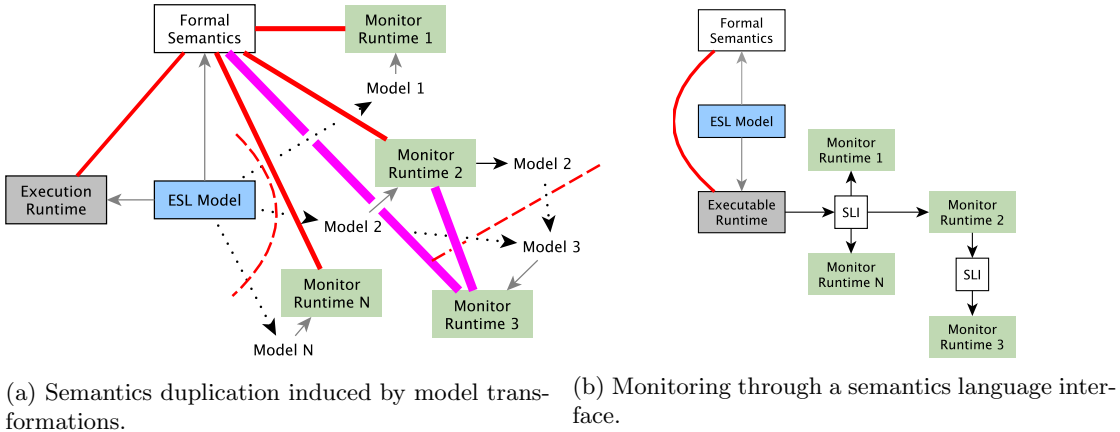 Formal
Semantics
Monitor
Runtime 1
Model 1
Monitor
Runtime 2
Model 2
Execution
Runtime
ESL Model
Model 2
Model 3
Monitor
Runtime N
Monitor
Runtime 3
Model N
(a) Semantics duplication induced by model trans-
formations.
Formal
Semantics
ESL Model
Monitor
Runtime 1
Executable
Runtime
SLI
Monitor
Runtime 2
Monitor
Runtime N
SLI
Monitor
Runtime 3
(b) Monitoring through a semantics language inter-
face.